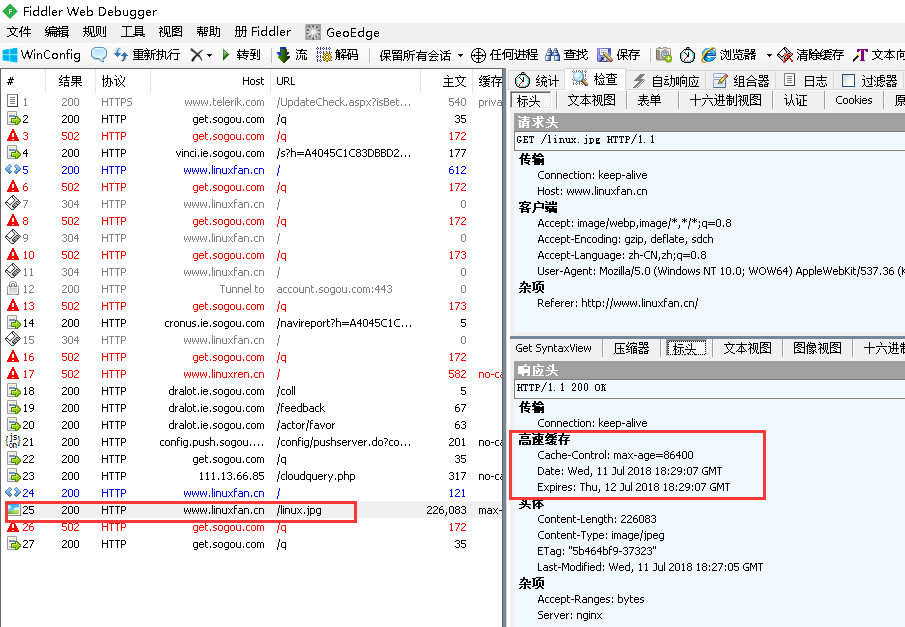 Fiddler Web Debugger
文件 编辑 规则 工具 视图 帮助 册 Fiddler GeoEdge
WinConfig 重新执行 转到 流 解码 保留所有会话 任何进程 查找 保存 浏览器 清除缓存 文本向
# 结果 协议 Host URL 主文 缓存
1 200 HTTPS www.telerik.com /UpdateCheck.aspx?isBet... 540 priva
2 200 HTTP get.sogou.com /q 35
3 502 HTTP get.sogou.com /q 172
4 200 HTTP vinci.ie.sogou.com /s?h=A4045C1C83DBBD2... 177
5 200 HTTP www.linuxfan.cn / 612
6 502 HTTP get.sogou.com /q 172
7 304 HTTP www.linuxfan.cn / 0
8 502 HTTP get.sogou.com /q 172
9 304 HTTP www.linuxfan.cn / 0
10 502 HTTP get.sogou.com /q 173
11 304 HTTP www.linuxfan.cn / 0
12 200 HTTP Tunnel to account.sogou.com:443 0
13 502 HTTP get.sogou.com /q 173
14 200 HTTP cronus.ie.sogou.com /navireport?h=A4045C1C... 5
15 304 HTTP www.linuxfan.cn / 0
16 502 HTTP get.sogou.com /q 172
17 502 HTTP www.linuxren.cn / 582 no-ca
18 200 HTTP dralot.ie.sogou.com /coll 5
19 200 HTTP dralot.ie.sogou.com /feedback 67
20 200 HTTP dralot.ie.sogou.com /actor/favor 63
21 200 HTTP config.push.sogou.... /config/pushserver.do?co... 201 no-ca
22 200 HTTP get.sogou.com /q 35
23 200 HTTP 111.13.66.85 /cloudquery.php 317 no-ca
24 200 HTTP www.linuxfan.cn / 121
25 200 HTTP www.linuxfan.cn /linux.jpg 226,083 max-
26 502 HTTP get.sogou.com /q 172
27 200 HTTP get.sogou.com /q 35
统计 检查 自动响应 组合器 日志 过滤器
标头 文本视图 表单 十六进制视图 认证 Cookies 原
请求头
GET /linux.jpg HTTP/1.1
传输
Connection: keep-alive
Host: www.linuxfan.cn
客户端
Accept: image/webp,image/*,*/*;q=0.8
Accept-Encoding: gzip, deflate, sdch
Accept-Language: zh-CN,zh;q=0.8
User-Agent: Mozilla/5.0 (Windows NT 10.0; WOW64) AppleWebKit/537.36 (K
杂项
Referer: http://www.linuxfan.cn/
Get SyntaxView 压缩器 标头 文本视图 图像视图 十六进制
响应头
HTTP/1.1 200 OK
传输
Connection: keep-alive
高速缓存
Cache-Control: max-age=86400
Date: Wed, 11 Jul 2018 18:29:07 GMT
Expires: Thu, 12 Jul 2018 18:29:07 GMT
实体
Content-Length: 226083
Content-Type: image/jpeg
ETag: "5b464bf9-37323"
Last-Modified: Wed, 11 Jul 2018 18:27:05 GMT
杂项
Accept-Ranges: bytes
Server: nginx